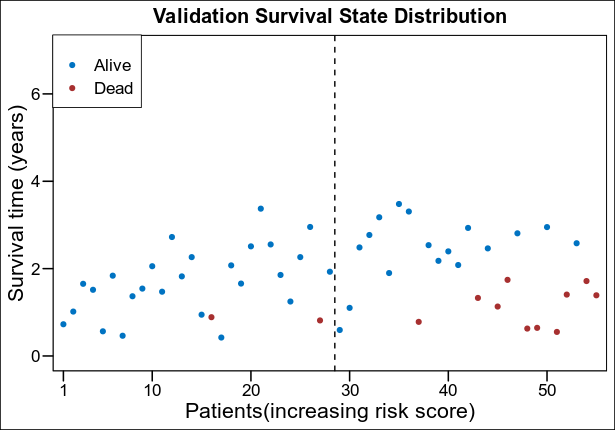 Validation Survival State Distribution
Alive
Dead
Survival time (years)
6
4
2
0
1 10 20 30 40 50
Patients(increasing risk score)